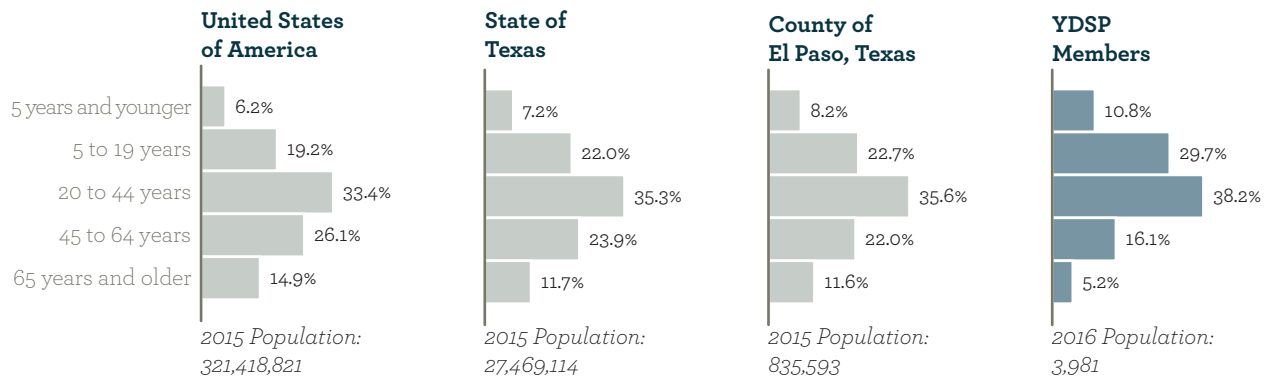 United States
of America
State of
Texas
County of
El Paso, Texas
YDSP
Members
5 years and younger
6.2%
7.2%
8.2%
10.8%
5 to 19 years
19.2%
22.0%
22.7%
29.7%
20 to 44 years
33.4%
35.3%
35.6%
38.2%
45 to 64 years
26.1%
23.9%
22.0%
16.1%
65 years and older
14.9%
11.7%
11.6%
5.2%
2015 Population:
321,418,821
2015 Population:
27,469,114
2015 Population:
835,593
2016 Population:
3,981